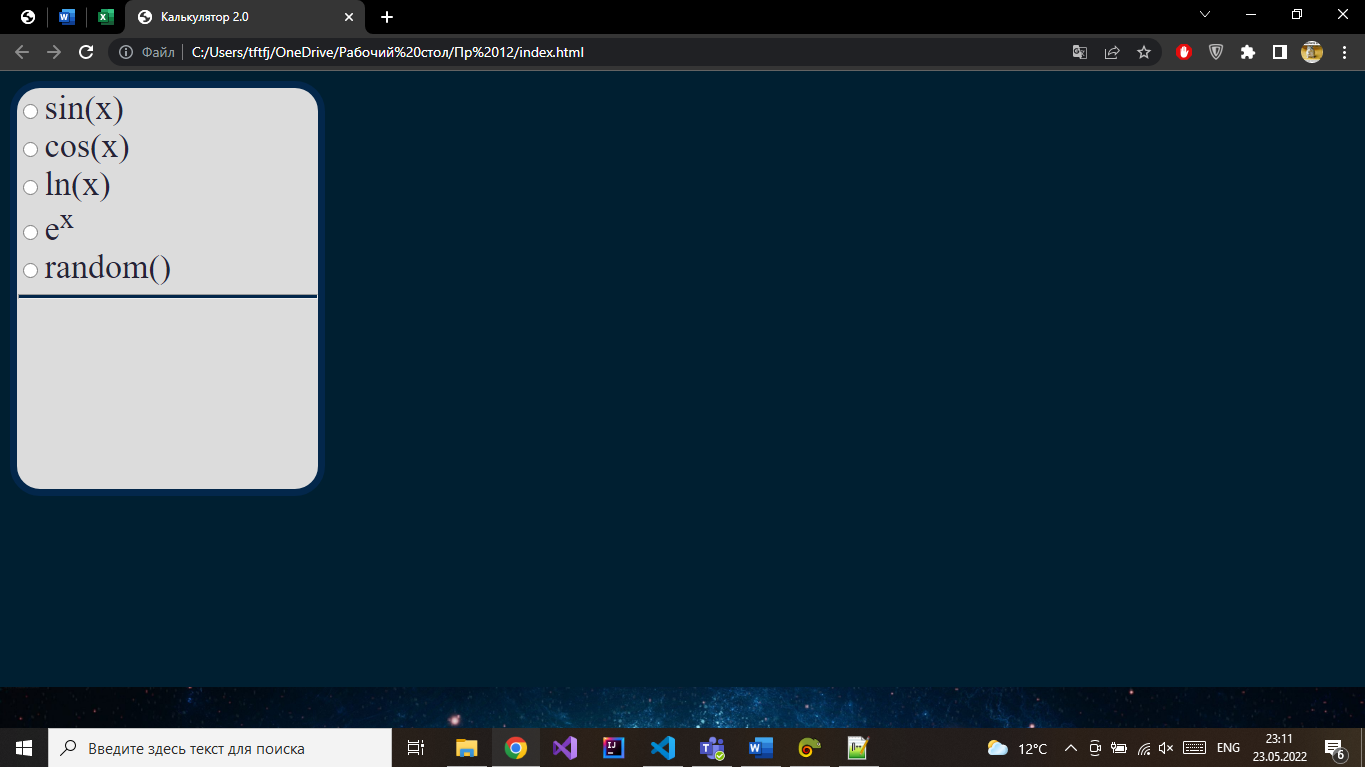 Калькулятор 2.0
Файл C:/Users/tftfj/OneDrive/Рабочий%20стол/Пр%2012/index.html
sin(x)
cos(x)
ln(x)
eˣ
random()
Введите здесь текст для поиска
12°C
ENG
23:11
23.05.2022
6